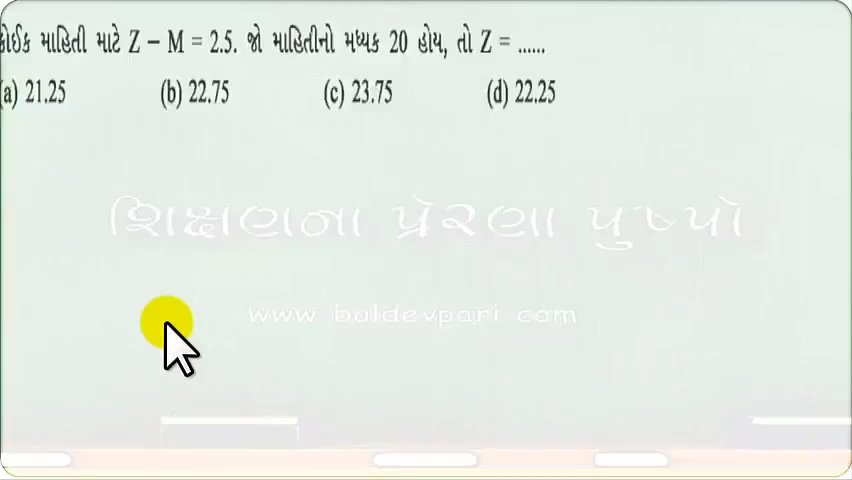 કોઈક માહિતી માટે Z – M = 2.5. જો માહિતીનો મધ્યક 20 હોય, તો Z = ......
(a) 21.25 (b) 22.75 (c) 23.75 (d) 22.25
શિક્ષણના પ્રેરણા પુષ્પો
www baldevpari com